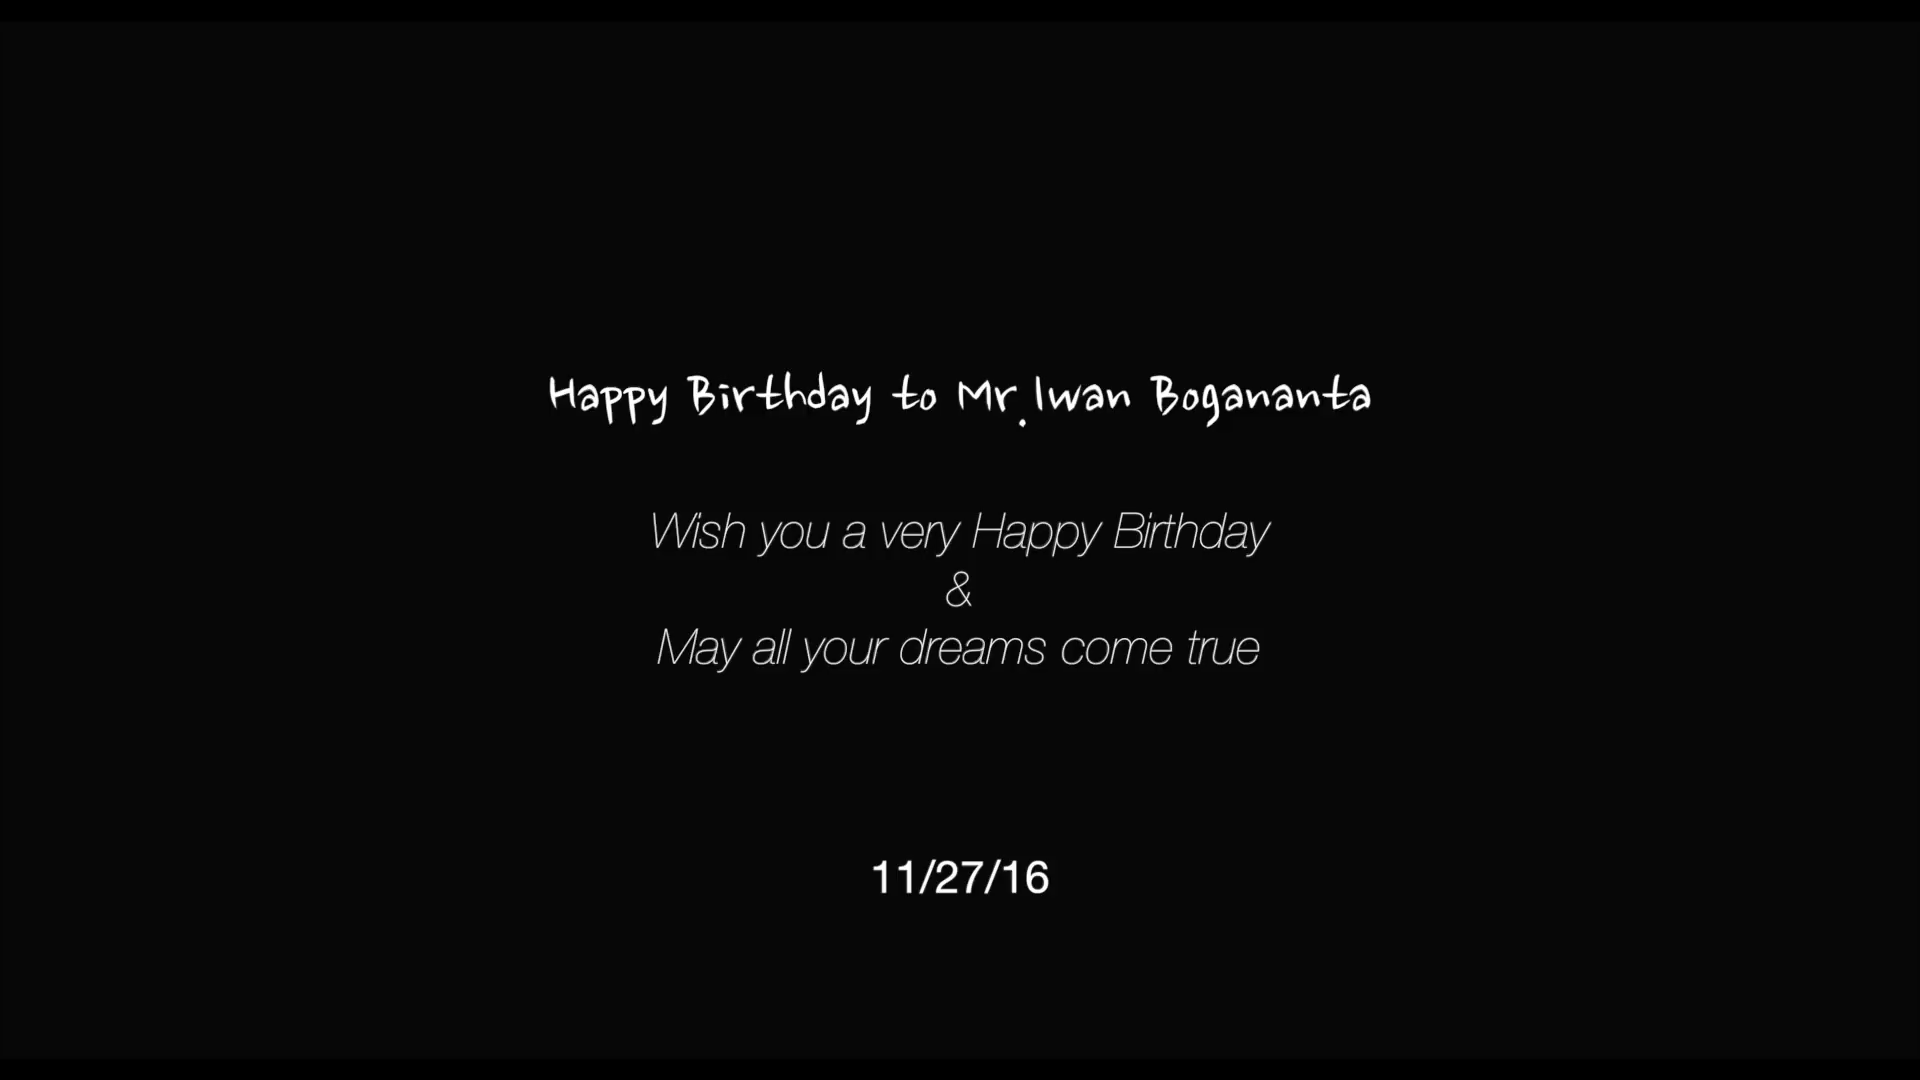 Happy Birthday to Mr.Iwan Bogananta
Wish you a very Happy Birthday
&
May all your dreams come true
11/27/16